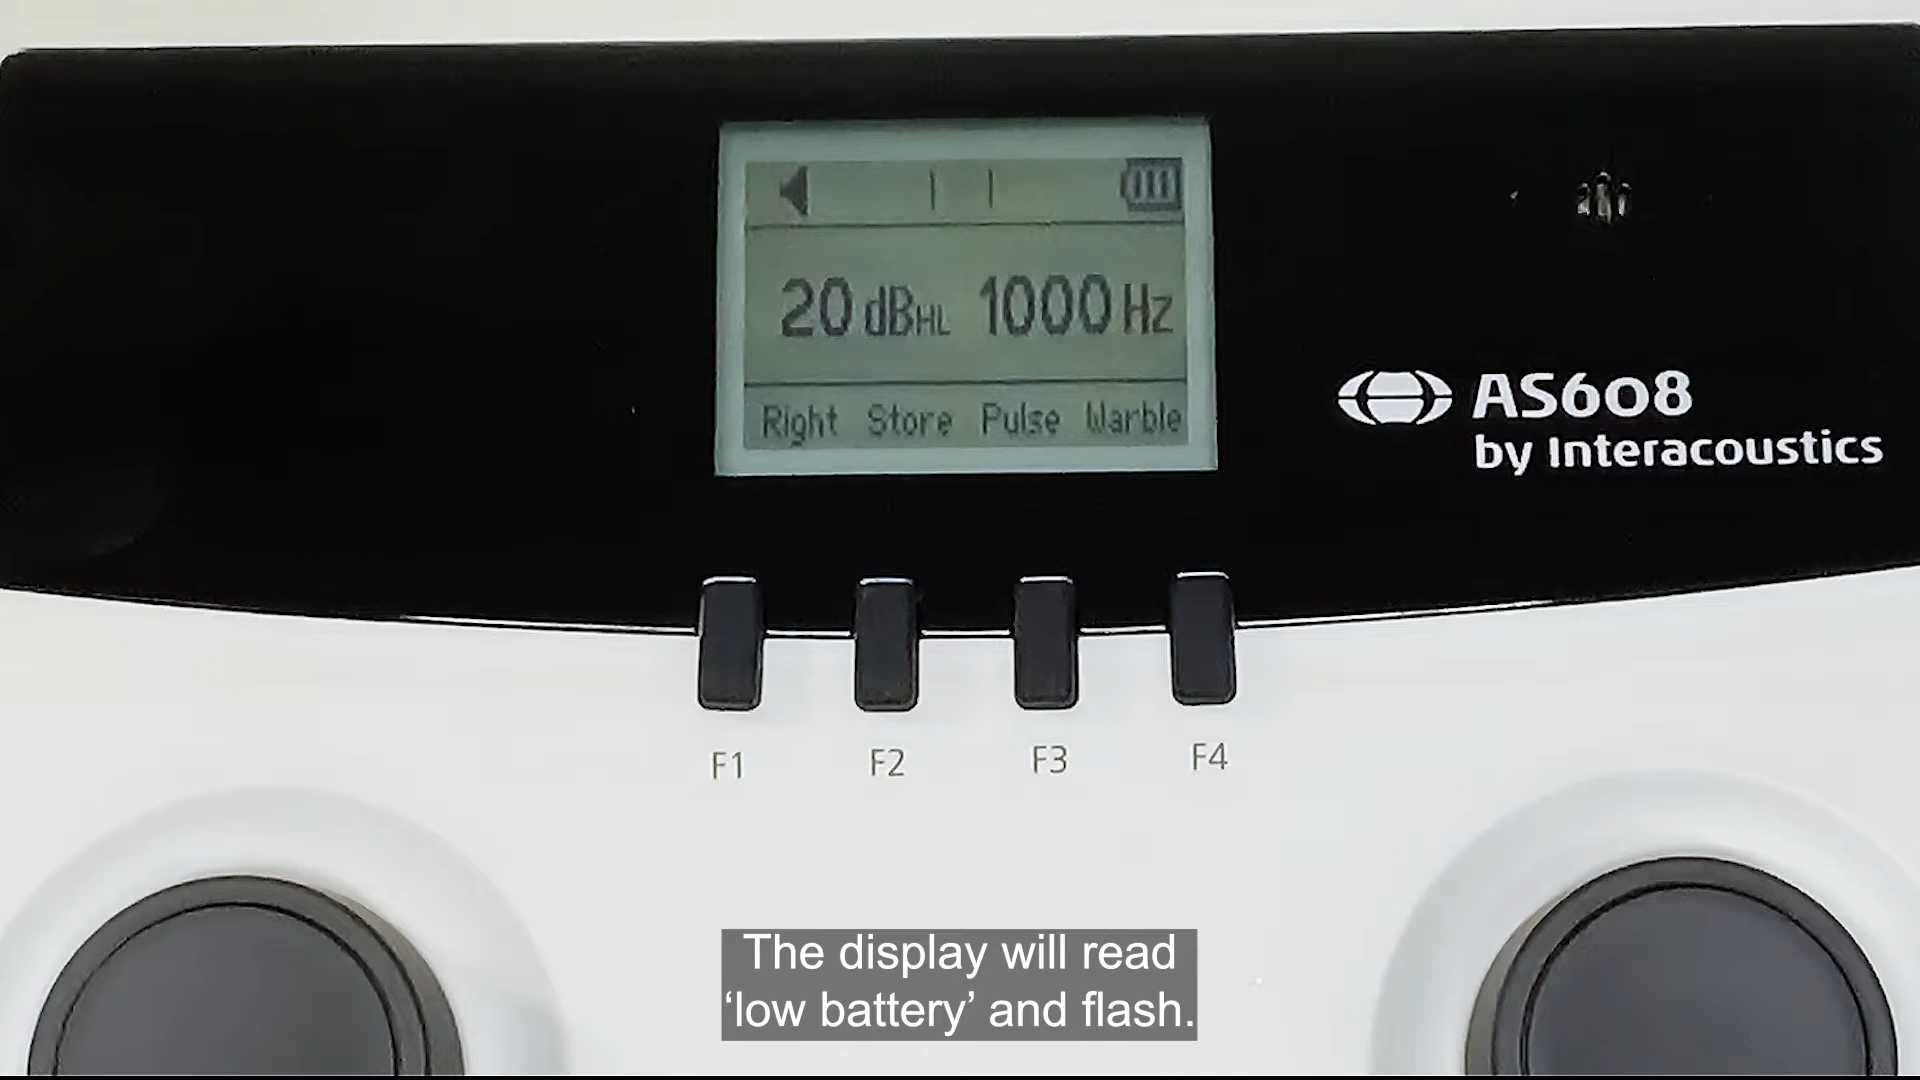 20 dBHL 1000 Hz
Right Store Pulse Warble
AS608
by Interacoustics
F1 F2 F3 F4
The display will read
‘low battery’ and flash.